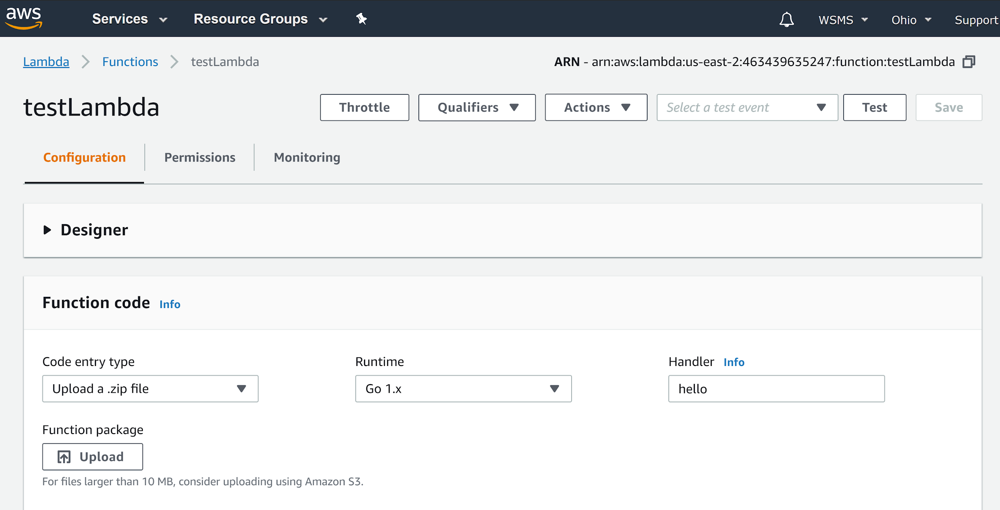 aws Services Resource Groups WSMS Ohio Support
Lambda Functions testLambda ARN - arn:aws:lambda:us-east-2:463439635247:function:testLambda
testLambda Throttle Qualifiers Actions Select a test event Test Save
Configuration Permissions Monitoring
Designer
Function code Info
Code entry type Runtime Handler Info
Upload a .zip file Go 1.x hello
Function package
Upload
For files larger than 10 MB, consider uploading using Amazon S3.